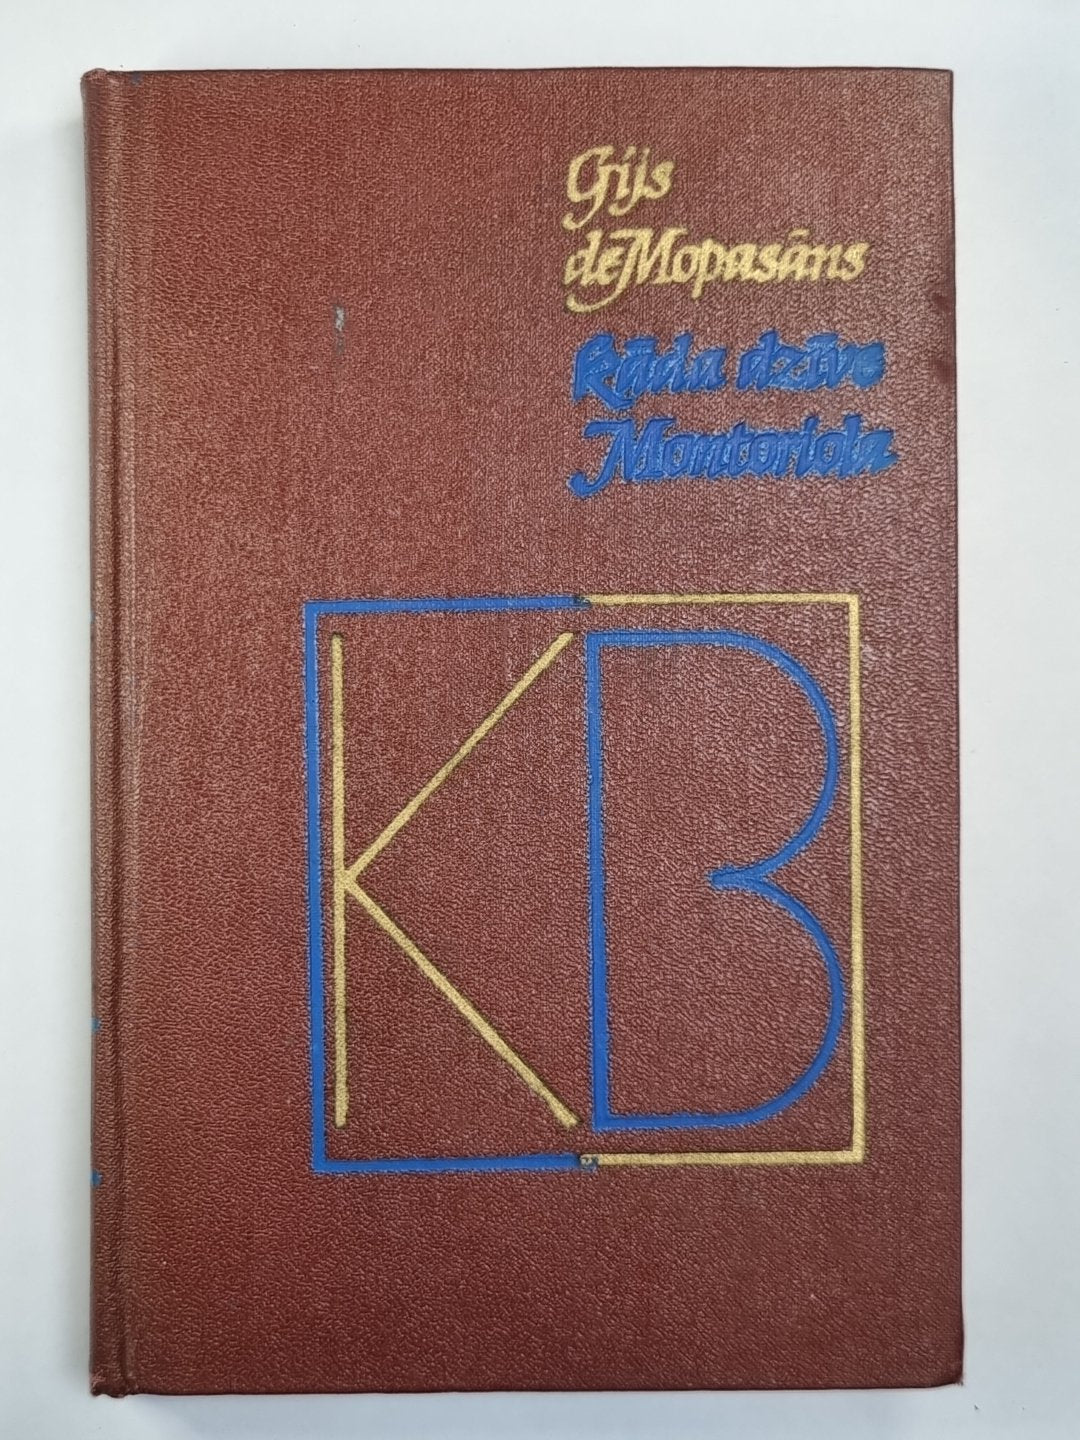 Gijs
de Mopasāns
Kāda dzīve
Montoriola
KB